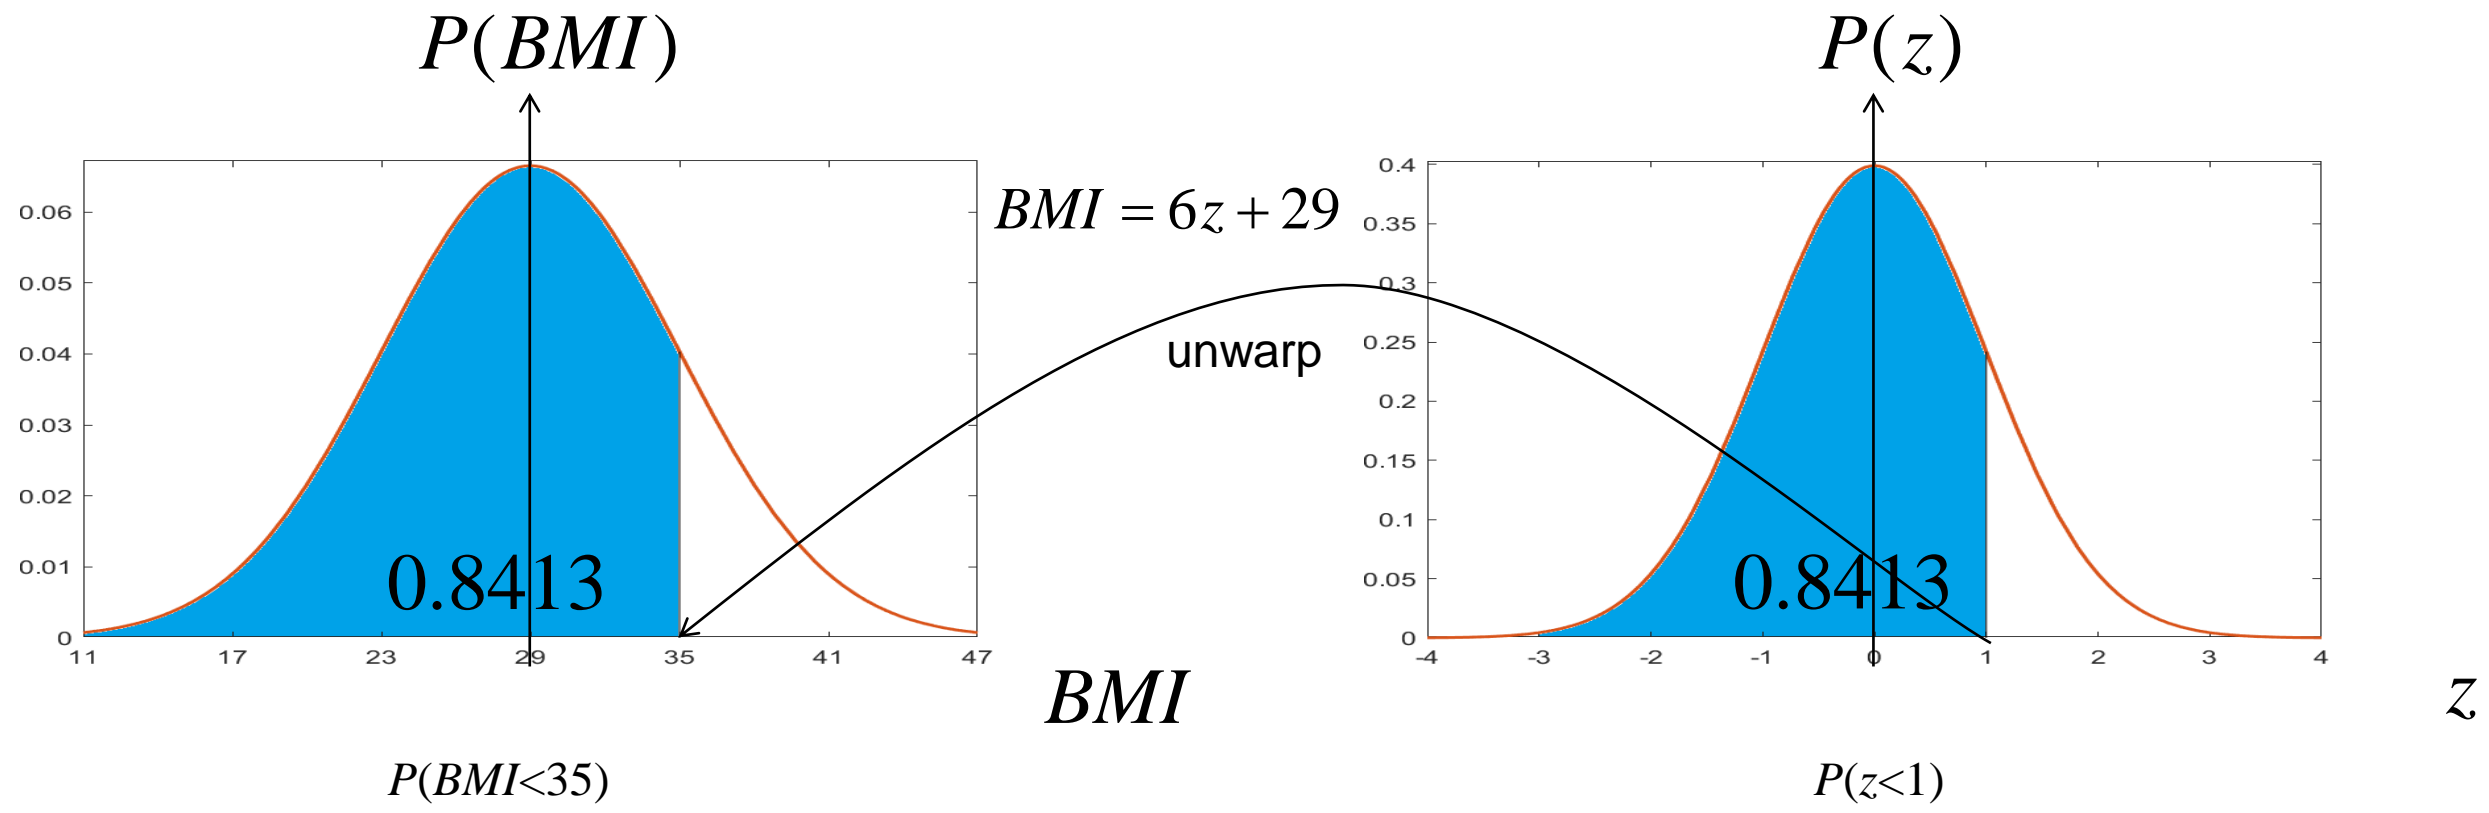 P(BMI)
P(z)
BMI = 6z + 29
unwarp
0.06
0.05
0.04
0.03
0.02
0.01
0
0.8413
11 17 23 29 35 41 47
BMI
P(BMI<35)
0.4
0.35
0.3
0.25
0.2
0.15
0.1
0.05
0
0.8413
-4 -3 -2 -1 0 1 2 3 4
z
P(z<1)